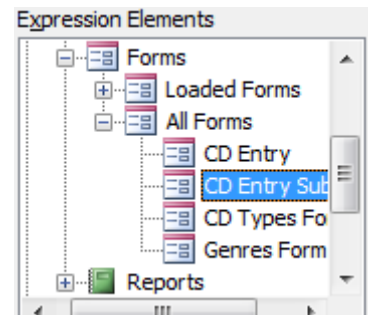 Expression Elements
Forms
Loaded Forms
All Forms
CD Entry
CD Entry Sub
CD Types Fo
Genres Form
Reports